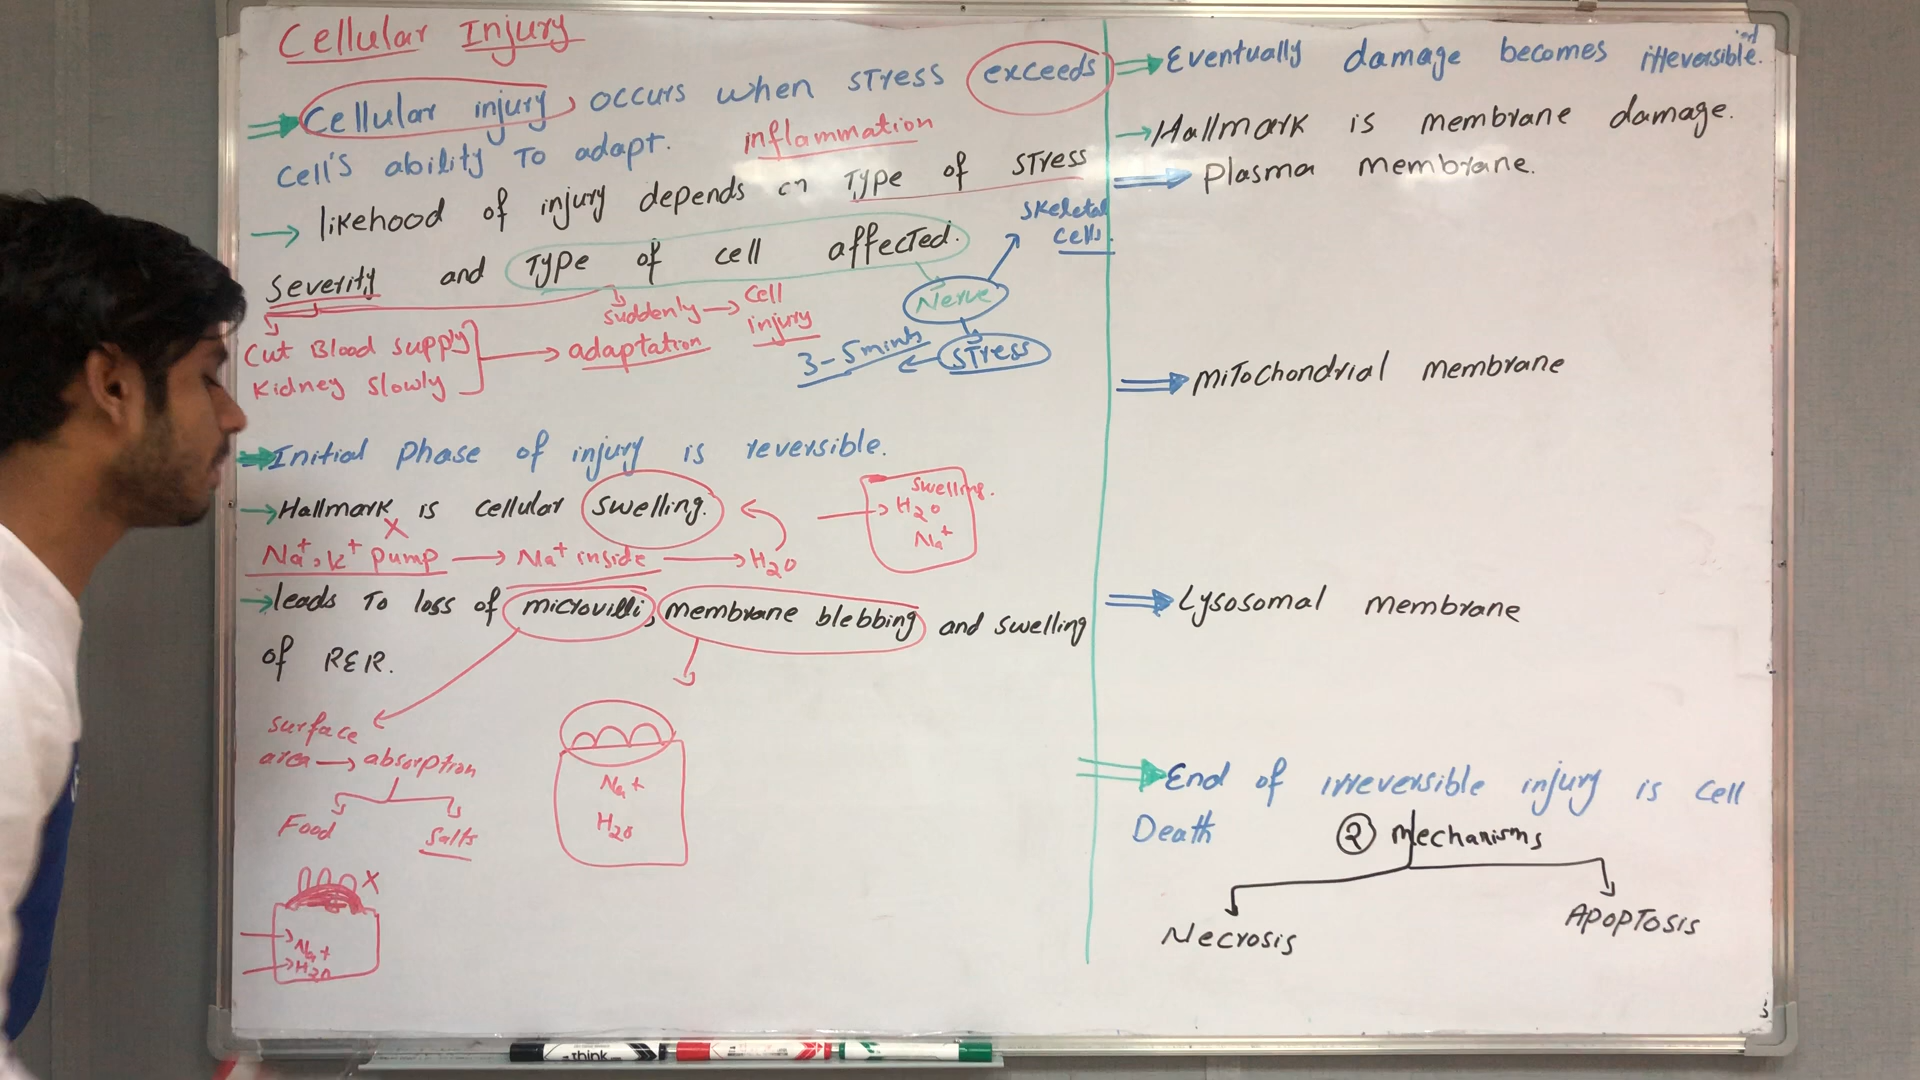 Cellular Injury
Cellular injury, occurs when stress exceeds
cell's ability to adapt.
inflammation
likehood of injury depends on Type of stress
Severity and Type of cell affected.
skeletal
cells.
Nerve
stress
3-5 mints
suddenly → cell
injury
Cut Blood supply
Kidney slowly
→ adaptation
Initial phase of injury is reversible.
Hallmark is cellular swelling.
X
Na+, K+ pump → Na+ inside → H2O
swelling.
H2O
Na+
leads to loss of microvilli, membrane blebbing and swelling
of RER.
surface
area → absorption
Food
salts
X
Na+
H2O
Na+
H2O
Eventually damage becomes irreversible.
Hallmark is membrane damage.
Plasma membrane.
Mitochondrial membrane
Lysosomal membrane
End of irreversible injury is cell
Death
② Mechanisms
Necrosis
Apoptosis
think